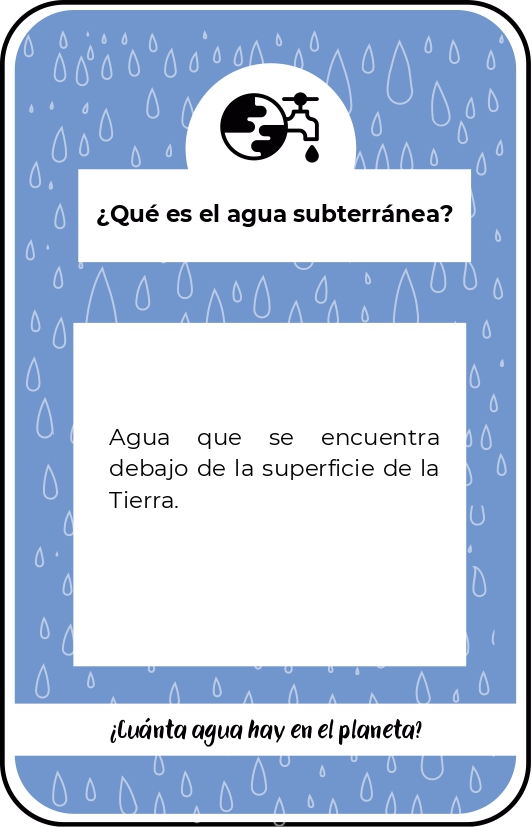 ¿Qué es el agua subterránea?
Agua que se encuentra
debajo de la superficie de la
Tierra.
¿Cuánta agua hay en el planeta?